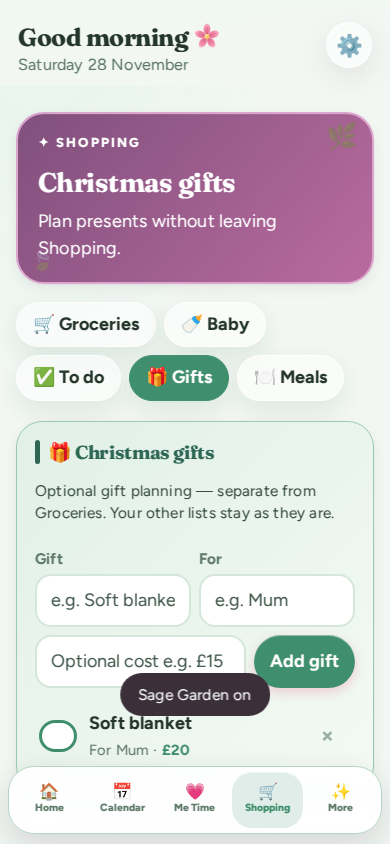 Good morning 🌸
Saturday 28 November
✦ SHOPPING
Christmas gifts
Plan presents without leaving
Shopping.
🛒 Groceries
🍼 Baby
✅ To do
🎁 Gifts
🍽️ Meals
🎁 Christmas gifts
Optional gift planning — separate from
Groceries. Your other lists stay as they are.
Gift
For
e.g. Soft blanke
e.g. Mum
Optional cost e.g. £15
Add gift
Sage Garden on
Soft blanket
For Mum · £20
×
Home
Calendar
Me Time
Shopping
More